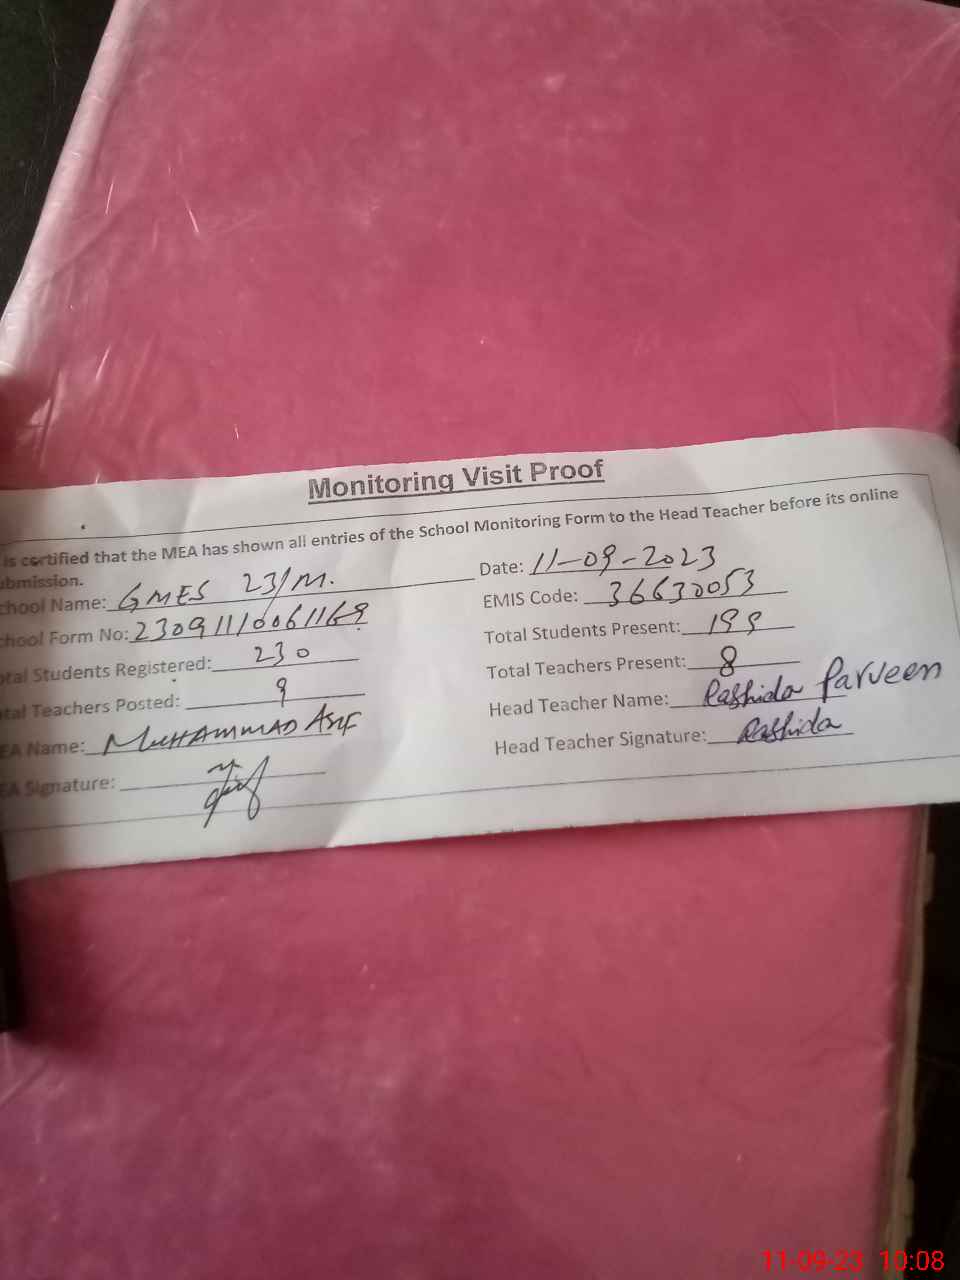 Monitoring Visit Proof
is certified that the MEA has shown all entries of the School Monitoring Form to the Head Teacher before its online
ubmission.
chool Name: GMES 23/M. Date: 11-09-2023
chool Form No: EMIS Code: 36630053
otal Students Registered: 230 Total Students Present: 199
otal Teachers Posted: 9 Total Teachers Present: 8
EA Name: MUHAMMAD ASIF Head Teacher Name: Rashida Parveen
EA Signature: Head Teacher Signature: Rashida
11-09-23 10:08